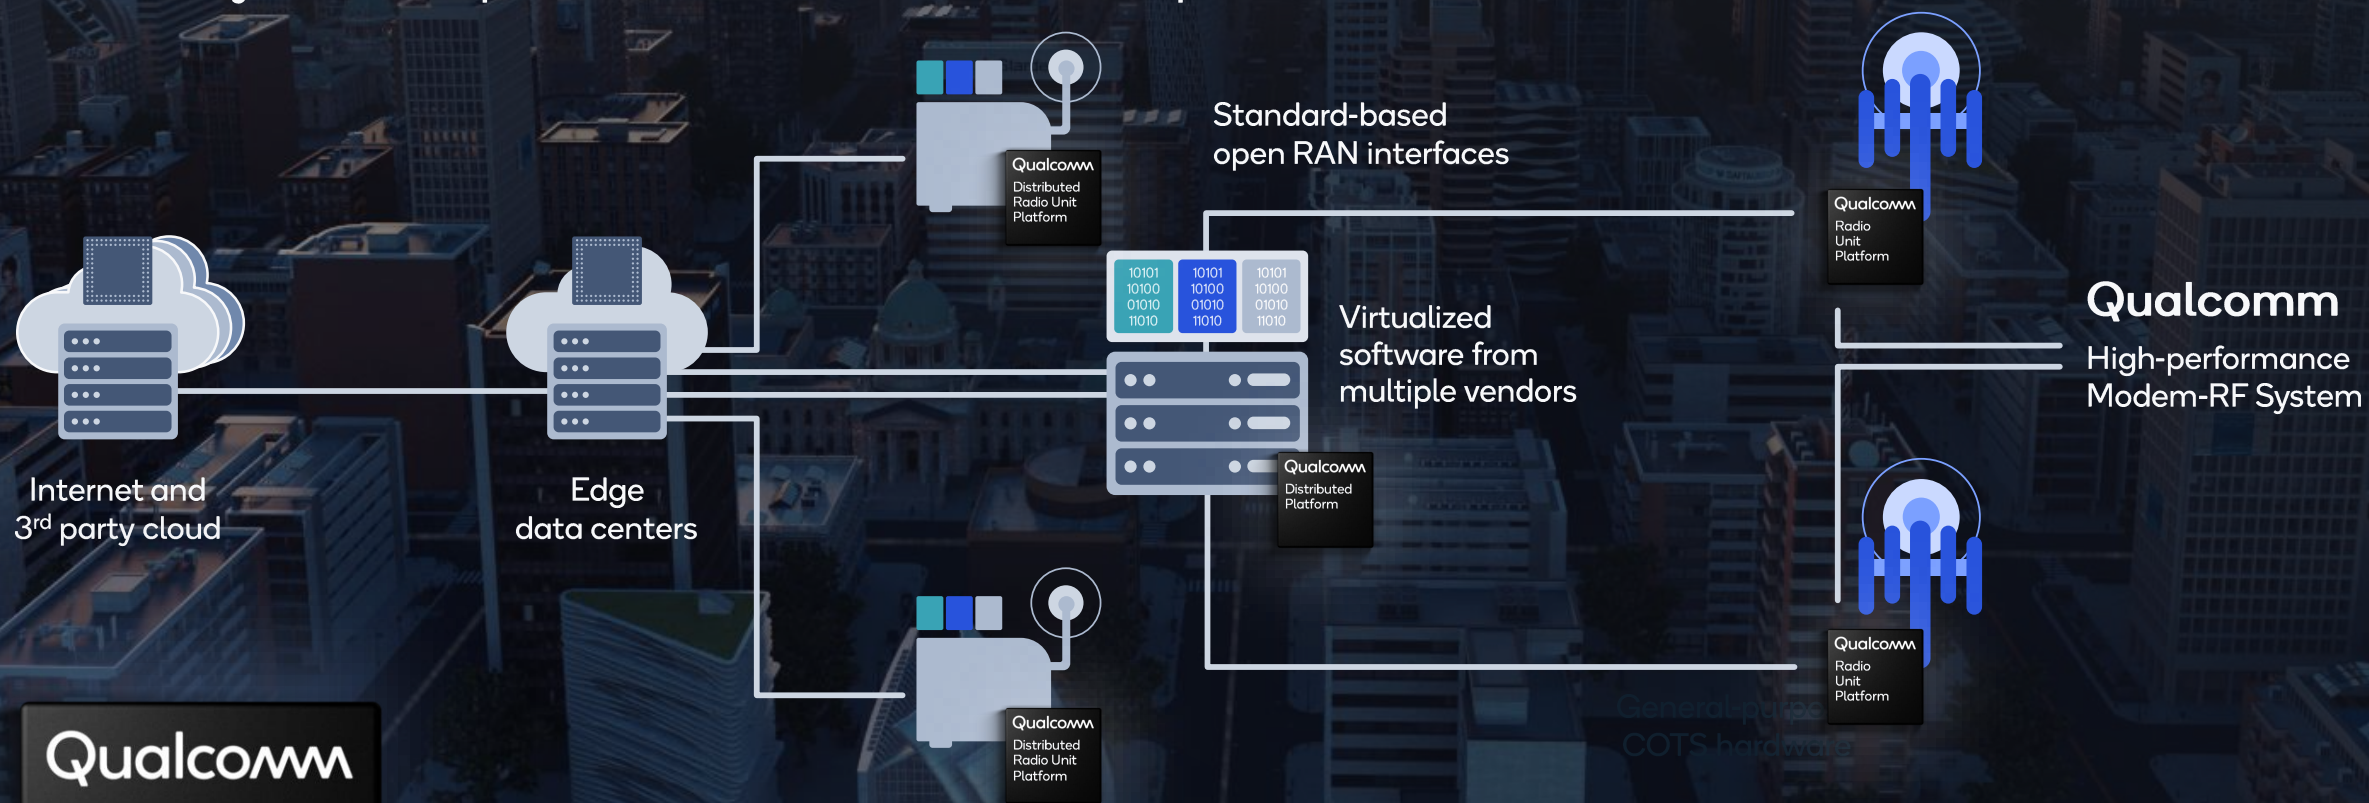 Standard-based
open RAN interfaces
Qualcomm
Distributed
Radio Unit
Platform
Qualcomm
Radio
Unit
Platform
10101
10100
01010
11010
10101
10100
01010
11010
10101
10100
01010
11010
Virtualized
software from
multiple vendors
Qualcomm
High-performance
Modem-RF System
Internet and
3rd party cloud
Edge
data centers
Qualcomm
Distributed
Platform
Qualcomm
Distributed
Radio Unit
Platform
Qualcomm
Radio
Unit
Platform
COTS hardware
Qualcomm